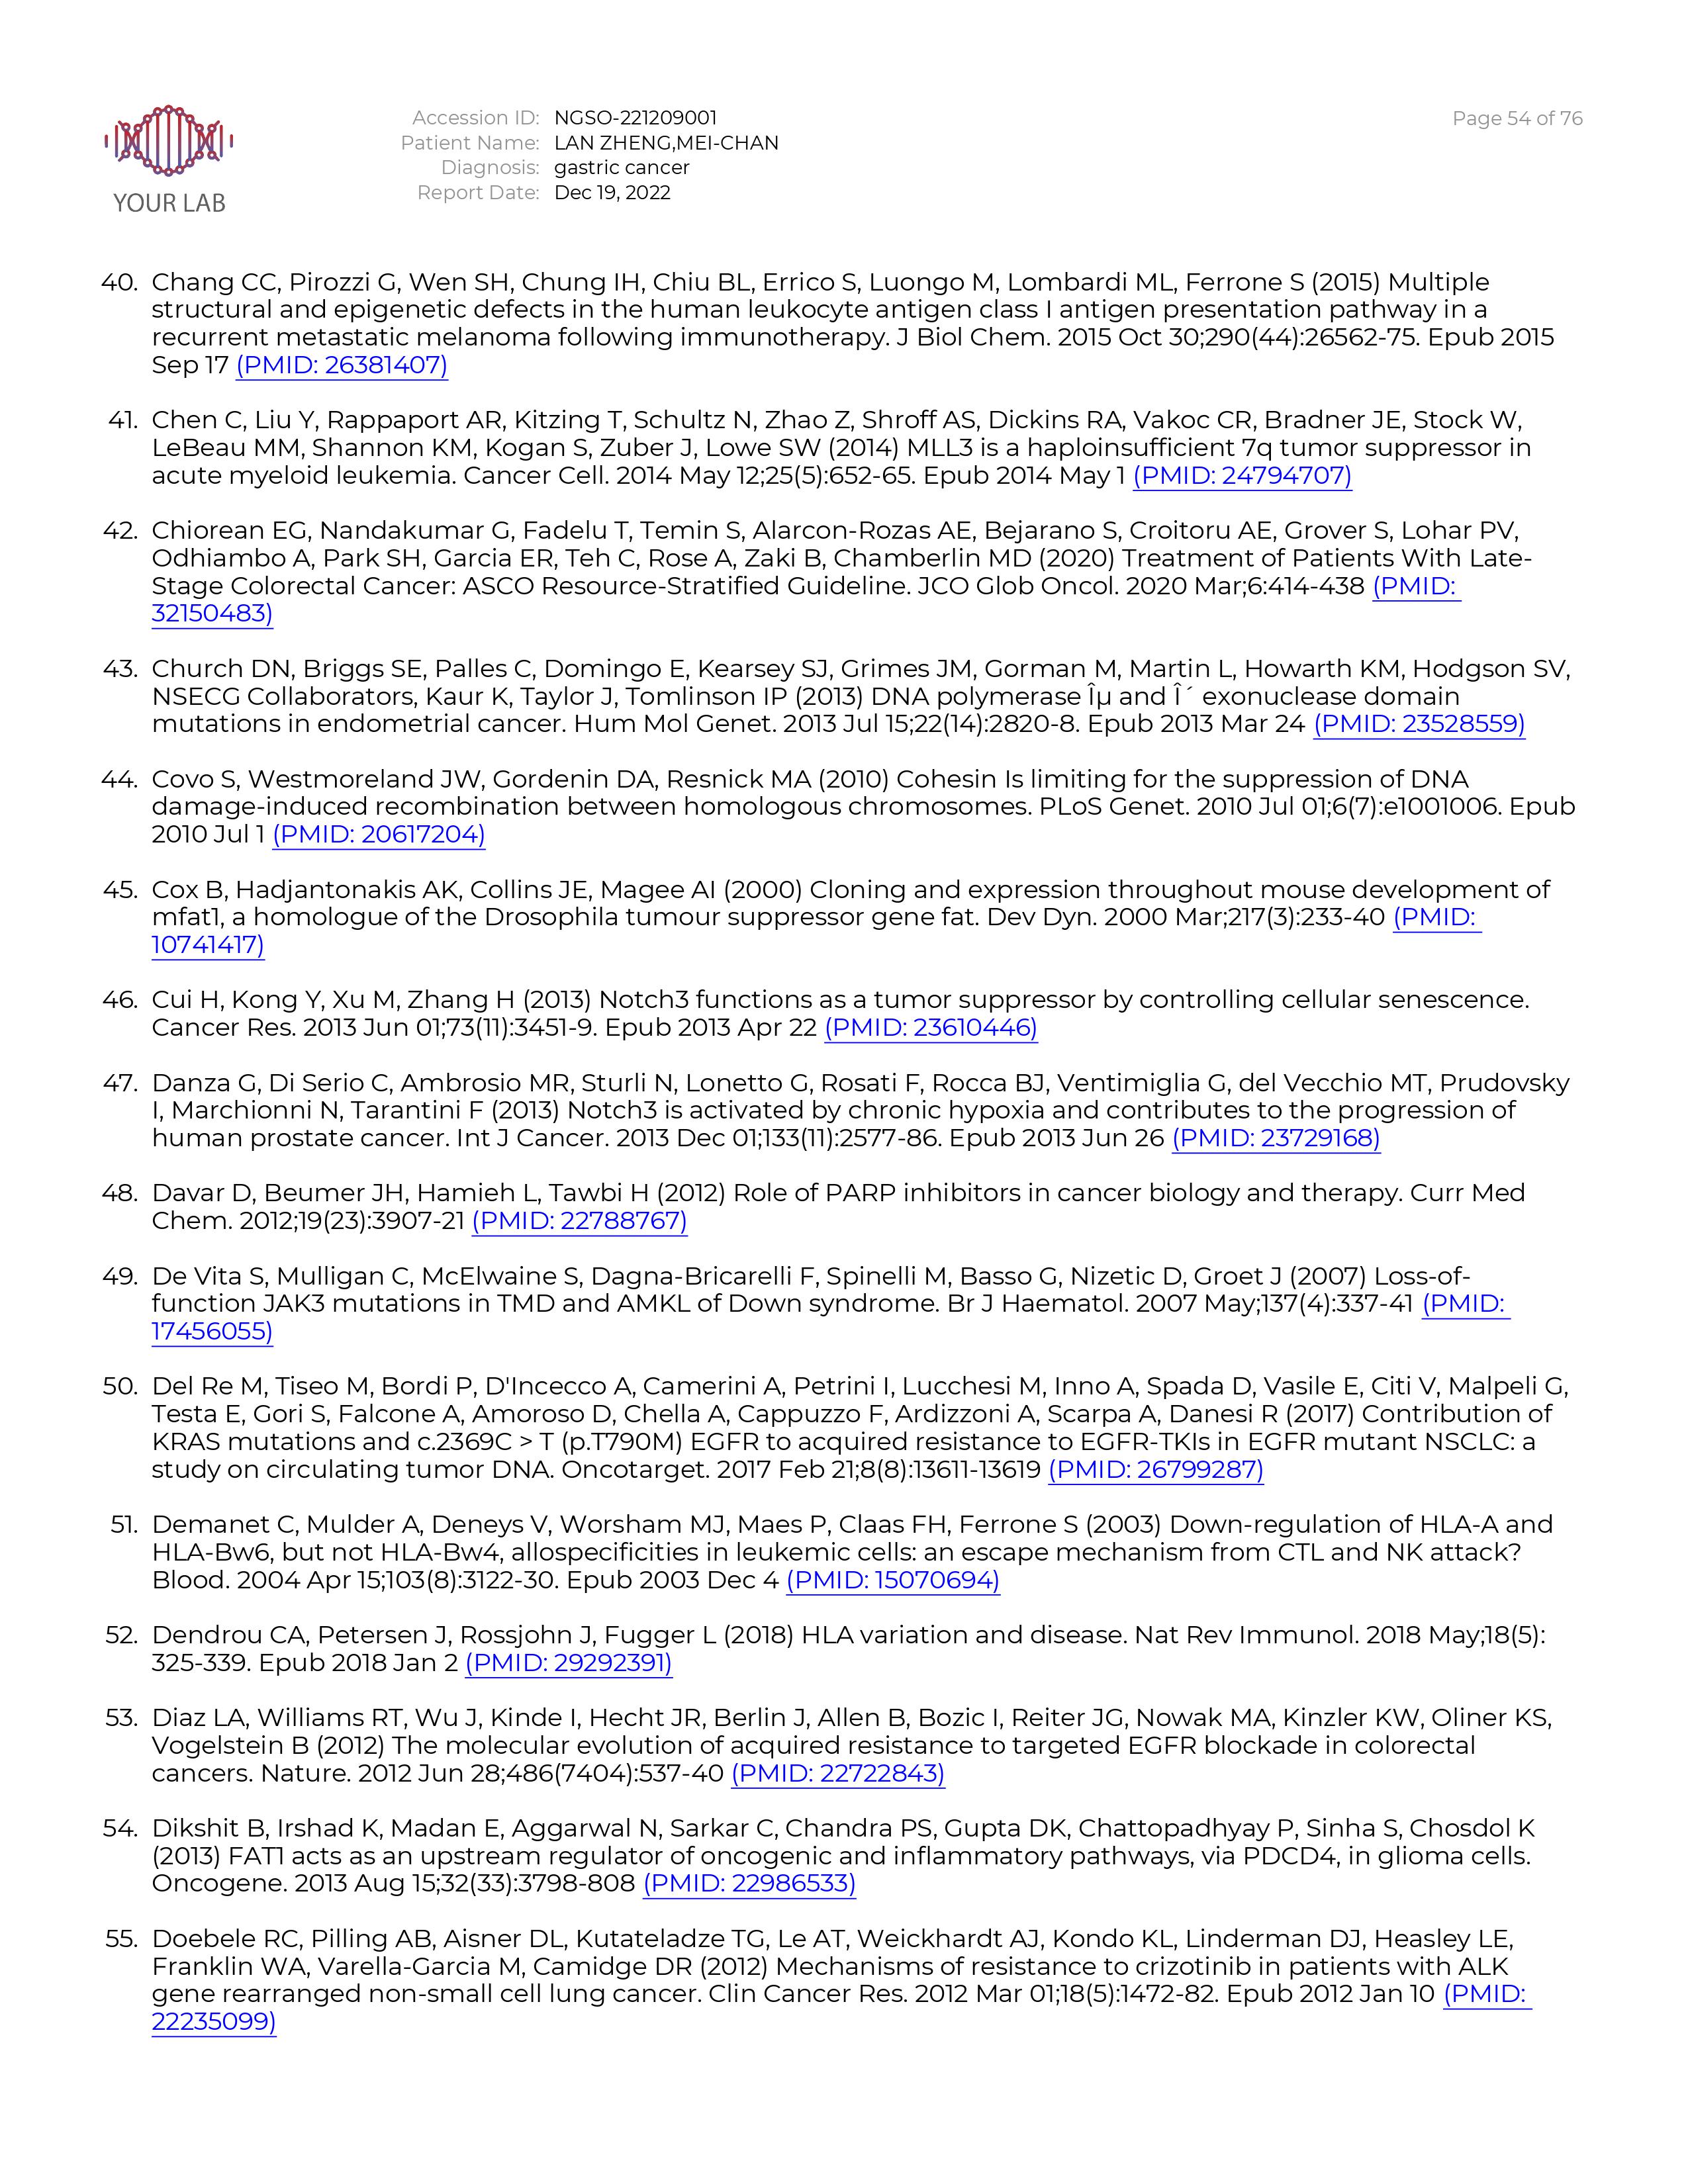 YOUR LAB
Accession ID: NGSO-221209001
Patient Name: LAN ZHENG,MEI-CHAN
Diagnosis: gastric cancer
Report Date: Dec 19, 2022
Page 54 of 76
40. Chang CC, Pirozzi G, Wen SH, Chung IH, Chiu BL, Errico S, Luongo M, Lombardi ML, Ferrone S (2015) Multiple
structural and epigenetic defects in the human leukocyte antigen class I antigen presentation pathway in a
recurrent metastatic melanoma following immunotherapy. J Biol Chem. 2015 Oct 30;290(44):26562-75. Epub 2015
Sep 17 (PMID: 26381407)
41. Chen C, Liu Y, Rappaport AR, Kitzing T, Schultz N, Zhao Z, Shroff AS, Dickins RA, Vakoc CR, Bradner JE, Stock W,
LeBeau MM, Shannon KM, Kogan S, Zuber J, Lowe SW (2014) MLL3 is a haploinsufficient 7q tumor suppressor in
acute myeloid leukemia. Cancer Cell. 2014 May 12;25(5):652-65. Epub 2014 May 1 (PMID: 24794707)
42. Chiorean EG, Nandakumar G, Fadelu T, Temin S, Alarcon-Rozas AE, Bejarano S, Croitoru AE, Grover S, Lohar PV,
Odhiambo A, Park SH, Garcia ER, Teh C, Rose A, Zaki B, Chamberlin MD (2020) Treatment of Patients With Late-
Stage Colorectal Cancer: ASCO Resource-Stratified Guideline. JCO Glob Oncol. 2020 Mar;6:414-438 (PMID:
32150483)
43. Church DN, Briggs SE, Palles C, Domingo E, Kearsey SJ, Grimes JM, Gorman M, Martin L, Howarth KM, Hodgson SV,
NSECG Collaborators, Kaur K, Taylor J, Tomlinson IP (2013) DNA polymerase Îµ and Î´ exonuclease domain
mutations in endometrial cancer. Hum Mol Genet. 2013 Jul 15;22(14):2820-8. Epub 2013 Mar 24 (PMID: 23528559)
44. Covo S, Westmoreland JW, Gordenin DA, Resnick MA (2010) Cohesin Is limiting for the suppression of DNA
damage-induced recombination between homologous chromosomes. PLoS Genet. 2010 Jul 01;6(7):e1001006. Epub
2010 Jul 1 (PMID: 20617204)
45. Cox B, Hadjantonakis AK, Collins JE, Magee AI (2000) Cloning and expression throughout mouse development of
mfat1, a homologue of the Drosophila tumour suppressor gene fat. Dev Dyn. 2000 Mar;217(3):233-40 (PMID:
10741417)
46. Cui H, Kong Y, Xu M, Zhang H (2013) Notch3 functions as a tumor suppressor by controlling cellular senescence.
Cancer Res. 2013 Jun 01;73(11):3451-9. Epub 2013 Apr 22 (PMID: 23610446)
47. Danza G, Di Serio C, Ambrosio MR, Sturli N, Lonetto G, Rosati F, Rocca BJ, Ventimiglia G, del Vecchio MT, Prudovsky
I, Marchionni N, Tarantini F (2013) Notch3 is activated by chronic hypoxia and contributes to the progression of
human prostate cancer. Int J Cancer. 2013 Dec 01;133(11):2577-86. Epub 2013 Jun 26 (PMID: 23729168)
48. Davar D, Beumer JH, Hamieh L, Tawbi H (2012) Role of PARP inhibitors in cancer biology and therapy. Curr Med
Chem. 2012;19(23):3907-21 (PMID: 22788767)
49. De Vita S, Mulligan C, McElwaine S, Dagna-Bricarelli F, Spinelli M, Basso G, Nizetic D, Groet J (2007) Loss-of-
function JAK3 mutations in TMD and AMKL of Down syndrome. Br J Haematol. 2007 May;137(4):337-41 (PMID:
17456055)
50. Del Re M, Tiseo M, Bordi P, D'Incecco A, Camerini A, Petrini I, Lucchesi M, Inno A, Spada D, Vasile E, Citi V, Malpeli G,
Testa E, Gori S, Falcone A, Amoroso D, Chella A, Cappuzzo F, Ardizzoni A, Scarpa A, Danesi R (2017) Contribution of
KRAS mutations and c.2369C > T (p.T790M) EGFR to acquired resistance to EGFR-TKIs in EGFR mutant NSCLC: a
study on circulating tumor DNA. Oncotarget. 2017 Feb 21;8(8):13611-13619 (PMID: 26799287)
51. Demanet C, Mulder A, Deneys V, Worsham MJ, Maes P, Claas FH, Ferrone S (2003) Down-regulation of HLA-A and
HLA-Bw6, but not HLA-Bw4, allospecificities in leukemic cells: an escape mechanism from CTL and NK attack?
Blood. 2004 Apr 15;103(8):3122-30. Epub 2003 Dec 4 (PMID: 15070694)
52. Dendrou CA, Petersen J, Rossjohn J, Fugger L (2018) HLA variation and disease. Nat Rev Immunol. 2018 May;18(5):
325-339. Epub 2018 Jan 2 (PMID: 29292391)
53. Diaz LA, Williams RT, Wu J, Kinde I, Hecht JR, Berlin J, Allen B, Bozic I, Reiter JG, Nowak MA, Kinzler KW, Oliner KS,
Vogelstein B (2012) The molecular evolution of acquired resistance to targeted EGFR blockade in colorectal
cancers. Nature. 2012 Jun 28;486(7404):537-40 (PMID: 22722843)
54. Dikshit B, Irshad K, Madan E, Aggarwal N, Sarkar C, Chandra PS, Gupta DK, Chattopadhyay P, Sinha S, Chosdol K
(2013) FAT1 acts as an upstream regulator of oncogenic and inflammatory pathways, via PDCD4, in glioma cells.
Oncogene. 2013 Aug 15;32(33):3798-808 (PMID: 22986533)
55. Doebele RC, Pilling AB, Aisner DL, Kutateladze TG, Le AT, Weickhardt AJ, Kondo KL, Linderman DJ, Heasley LE,
Franklin WA, Varella-Garcia M, Camidge DR (2012) Mechanisms of resistance to crizotinib in patients with ALK
gene rearranged non-small cell lung cancer. Clin Cancer Res. 2012 Mar 01;18(5):1472-82. Epub 2012 Jan 10 (PMID:
22235099)